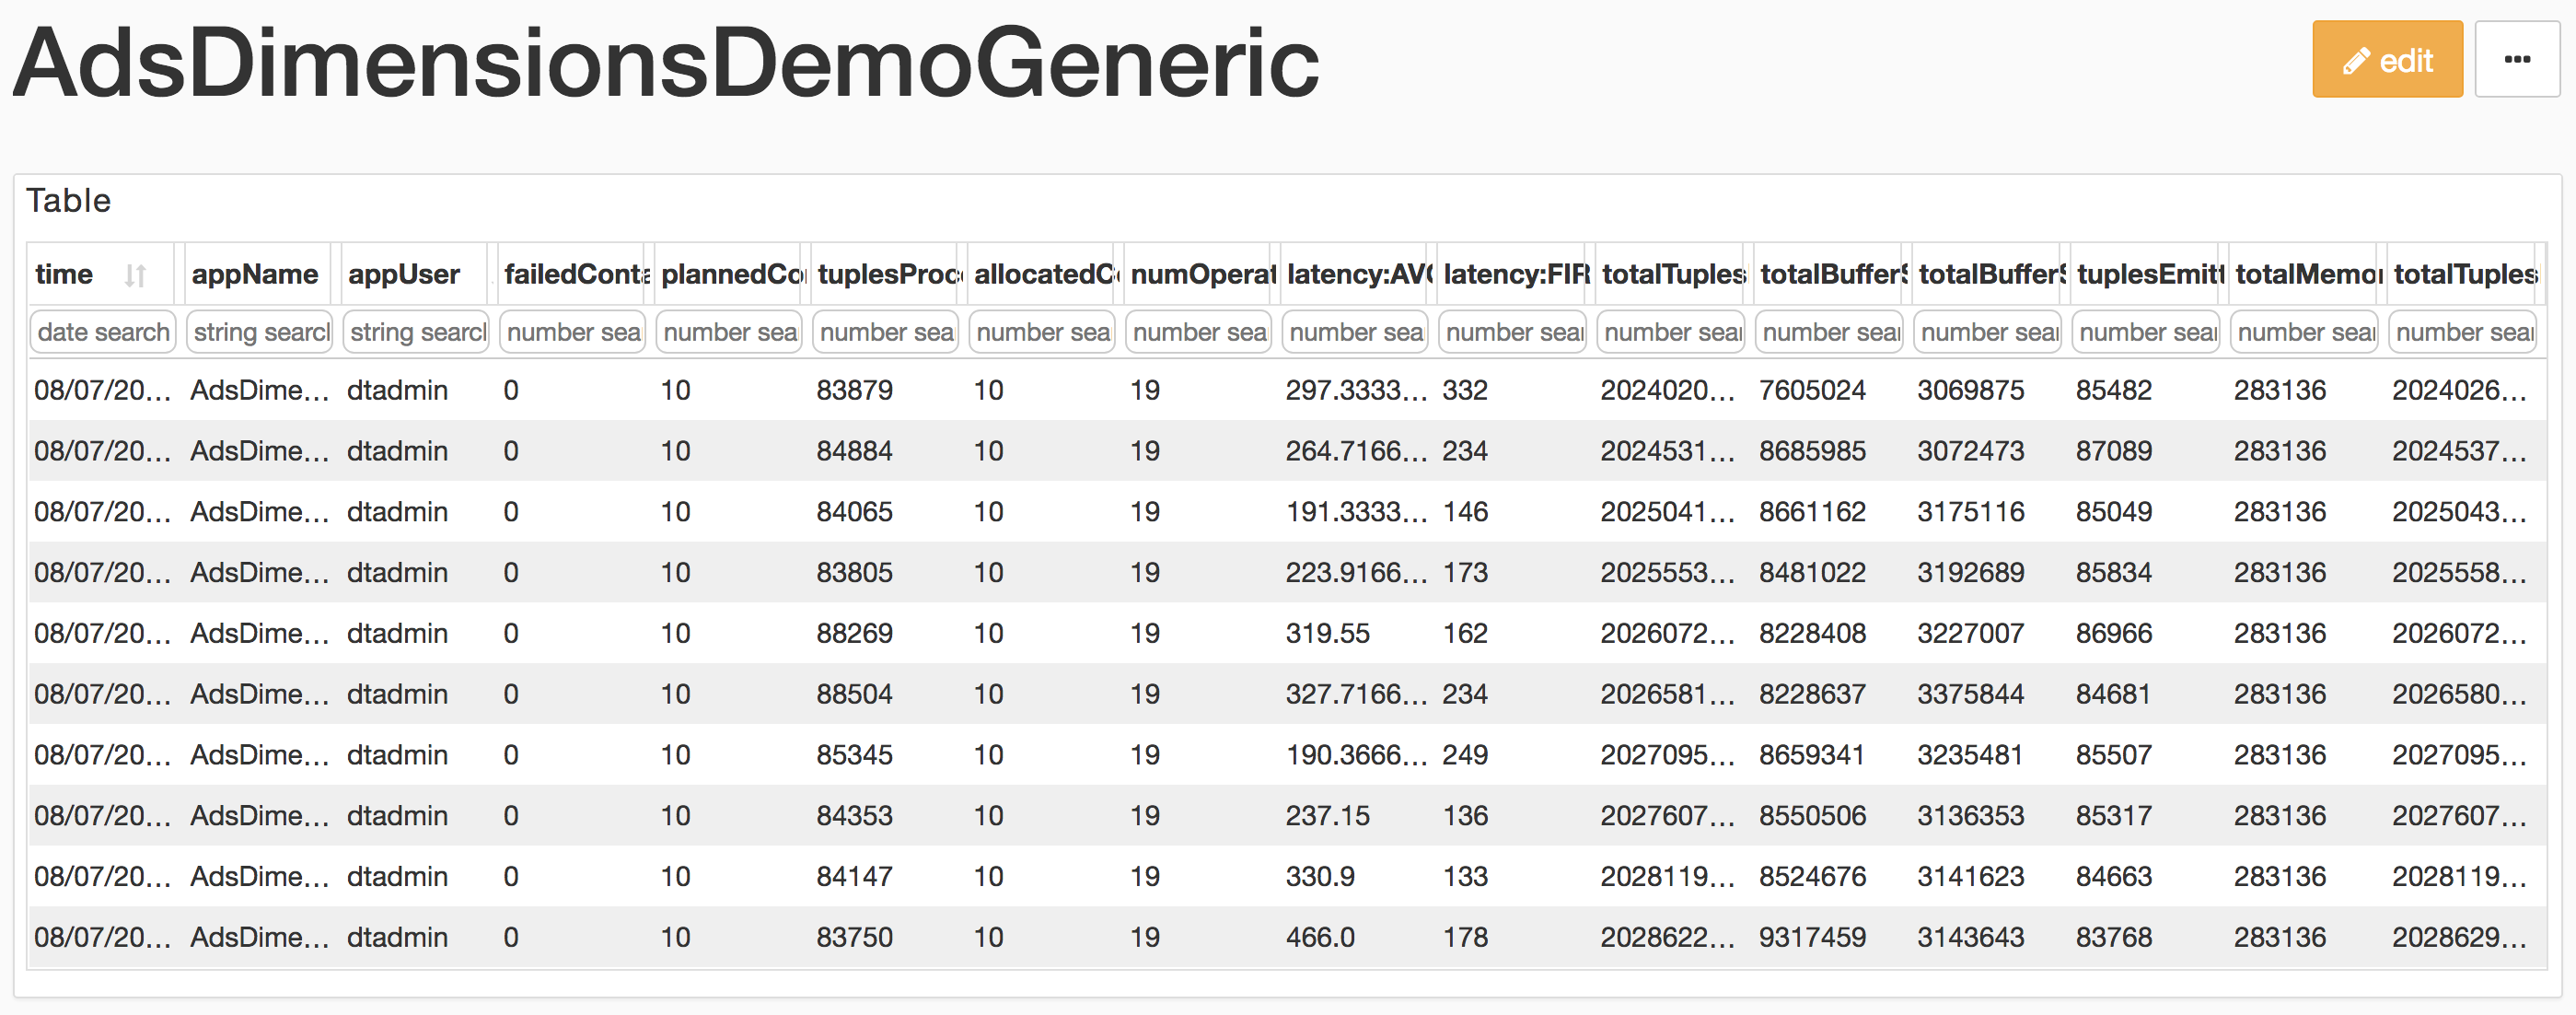 AdsDimensionsDemoGeneric
edit
Table
time appName appUser failedConta plannedCo tuplesProc allocatedC numOperat latency:AV latency:FIR totalTuples totalBufferS totalBufferS tuplesEmitt totalMemo totalTuples
date search string search string search number sea number sea number sea number sea number sea number sea number sea number sea number sea number sea number sea number sea number sea
08/07/20... AdsDime... dtadmin 0 10 83879 10 19 297.3333... 332 2024020... 7605024 3069875 85482 283136 2024026...
08/07/20... AdsDime... dtadmin 0 10 84884 10 19 264.7166... 234 2024531... 8685985 3072473 87089 283136 2024537...
08/07/20... AdsDime... dtadmin 0 10 84065 10 19 191.3333... 146 2025041... 8661162 3175116 85049 283136 2025043...
08/07/20... AdsDime... dtadmin 0 10 83805 10 19 223.9166... 173 2025553... 8481022 3192689 85834 283136 2025558...
08/07/20... AdsDime... dtadmin 0 10 88269 10 19 319.55 162 2026072... 8228408 3227007 86966 283136 2026072...
08/07/20... AdsDime... dtadmin 0 10 88504 10 19 327.7166... 234 2026581... 8228637 3375844 84681 283136 2026580...
08/07/20... AdsDime... dtadmin 0 10 85345 10 19 190.3666... 249 2027095... 8659341 3235481 85507 283136 2027095...
08/07/20... AdsDime... dtadmin 0 10 84353 10 19 237.15 136 2027607... 8550506 3136353 85317 283136 2027607...
08/07/20... AdsDime... dtadmin 0 10 84147 10 19 330.9 133 2028119... 8524676 3141623 84663 283136 2028119...
08/07/20... AdsDime... dtadmin 0 10 83750 10 19 466.0 178 2028622... 9317459 3143643 83768 283136 2028629...